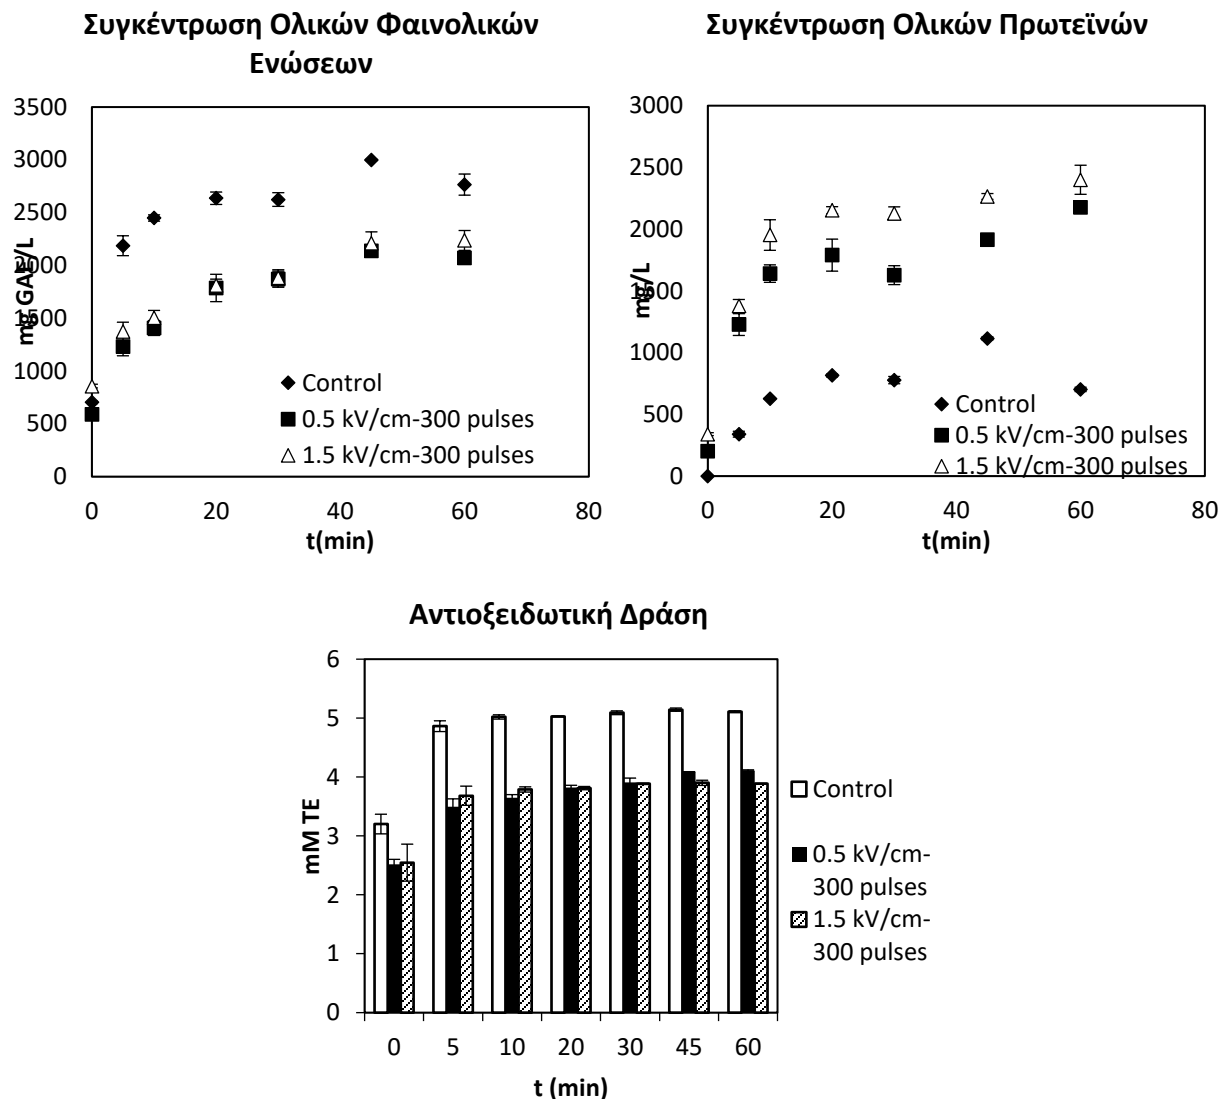 Συγκέντρωση Ολικών Φαινολικών
Ενώσεων
3500
3000
2500
2000
1500
1000
500
0
mg GAE/L
0
20
40
60
80
t(min)
Control
0.5 kV/cm-300 pulses
1.5 kV/cm-300 pulses
Συγκέντρωση Ολικών Πρωτεϊνών
3000
2500
2000
1500
1000
500
0
mg/L
0
20
40
60
80
t(min)
Control
0.5 kV/cm-300 pulses
1.5 kV/cm-300 pulses
Αντιοξειδωτική Δράση
6
5
4
3
2
1
0
mM TE
0
5
10
20
30
45
60
t (min)
Control
0.5 kV/cm-
300 pulses
1.5 kV/cm-
300 pulses